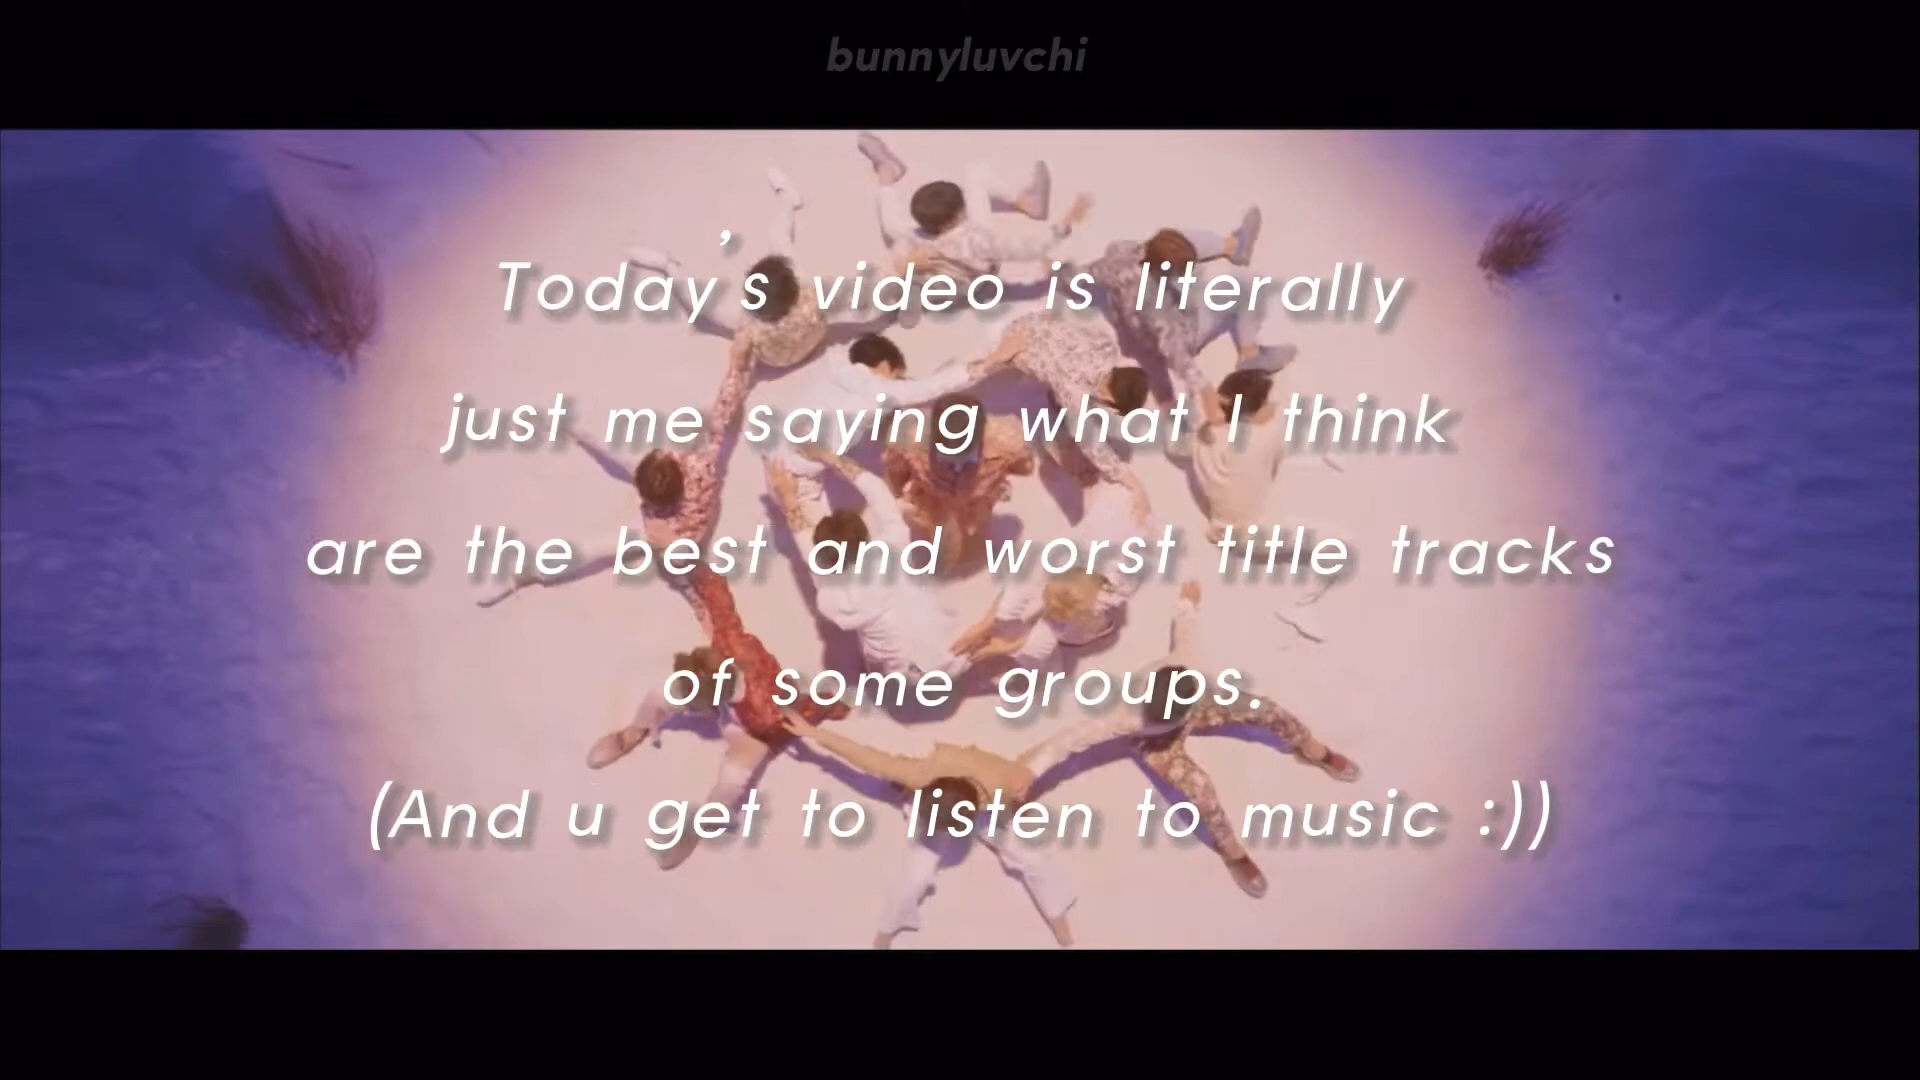 bunnyluvchi
Today's video is literally
just me saying what I think
are the best and worst title tracks
of some groups.
(And u get to listen to music :))